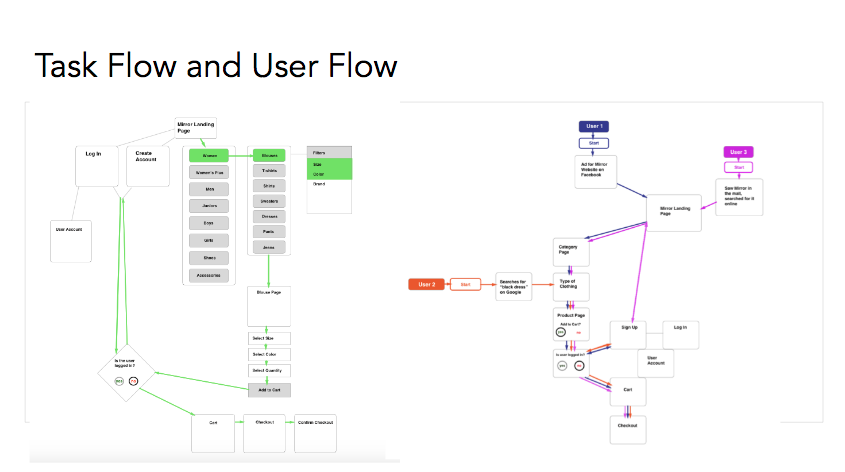 Task Flow and User Flow
Mirror Landing
Page
Log In
Create
Account
User Account
Women
Women's Plus
Men
Juniors
Boys
Girls
Shoes
Accessories
Blouses
T-shirts
Shirts
Sweaters
Dresses
Pants
Jeans
Filters
Size
Color
Brand
Blouse Page
Select Size
Select Color
Select Quantity
Add to Cart
Is the user
logged in?
YES
NO
Cart
Checkout
Confirm Checkout
User 1
Start
Ad for Mirror
Website on
Facebook
User 3
Start
Saw Mirror in
the mail,
searched for it
online
Mirror Landing
Page
Category
Page
User 2
Start
Searches for
"black dress"
on Google
Type of
Clothing
Product Page
Add to Cart?
YES
NO
Is user logged in?
YES
NO
Sign Up
Log In
User
Account
Cart
Checkout